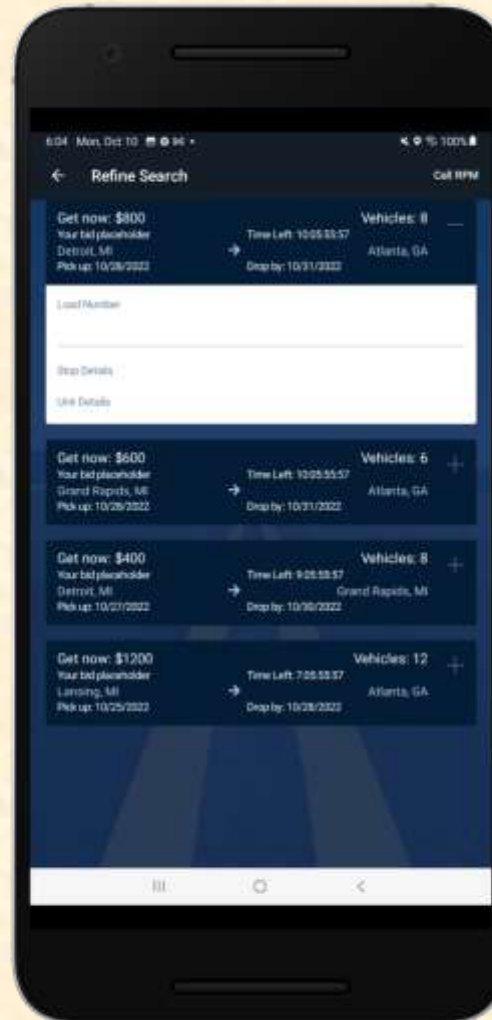 6:04 Mon, Oct 10
100%
Refine Search
Call RPM
Get now: $800 Vehicles: 8
Your bid placeholder Time Left: 10:05:55:57
Detroit, MI → Atlanta, GA
Pick up: 10/28/2022 Drop by: 10/31/2022
Load Number
Stop Details
Unit Details
Get now: $600 Vehicles: 6
Your bid placeholder Time Left: 10:05:55:57
Grand Rapids, MI → Atlanta, GA
Pick up: 10/28/2022 Drop by: 10/31/2022
Get now: $400 Vehicles: 8
Your bid placeholder Time Left: 9:05:55:57
Detroit, MI → Grand Rapids, MI
Pick up: 10/27/2022 Drop by: 10/30/2022
Get now: $1200 Vehicles: 12
Your bid placeholder Time Left: 7:05:55:57
Lansing, MI → Atlanta, GA
Pick up: 10/25/2022 Drop by: 10/28/2022